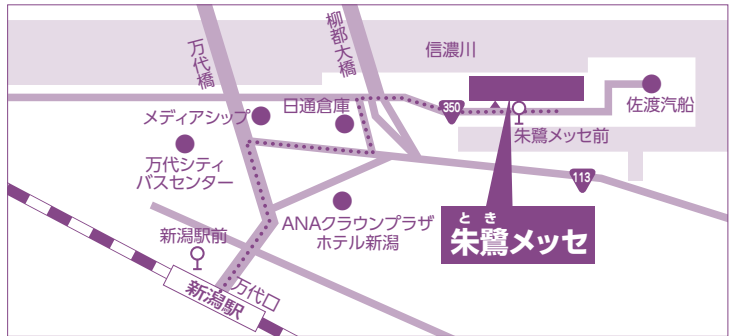 万代橋
柳都大橋
信濃川
メディアシップ
日通倉庫
350
佐渡汽船
朱鷺メッセ前
万代シティ
バスセンター
113
とき
朱鷺メッセ
ANAクラウンプラザ
ホテル新潟
新潟駅前
万代口
新潟駅